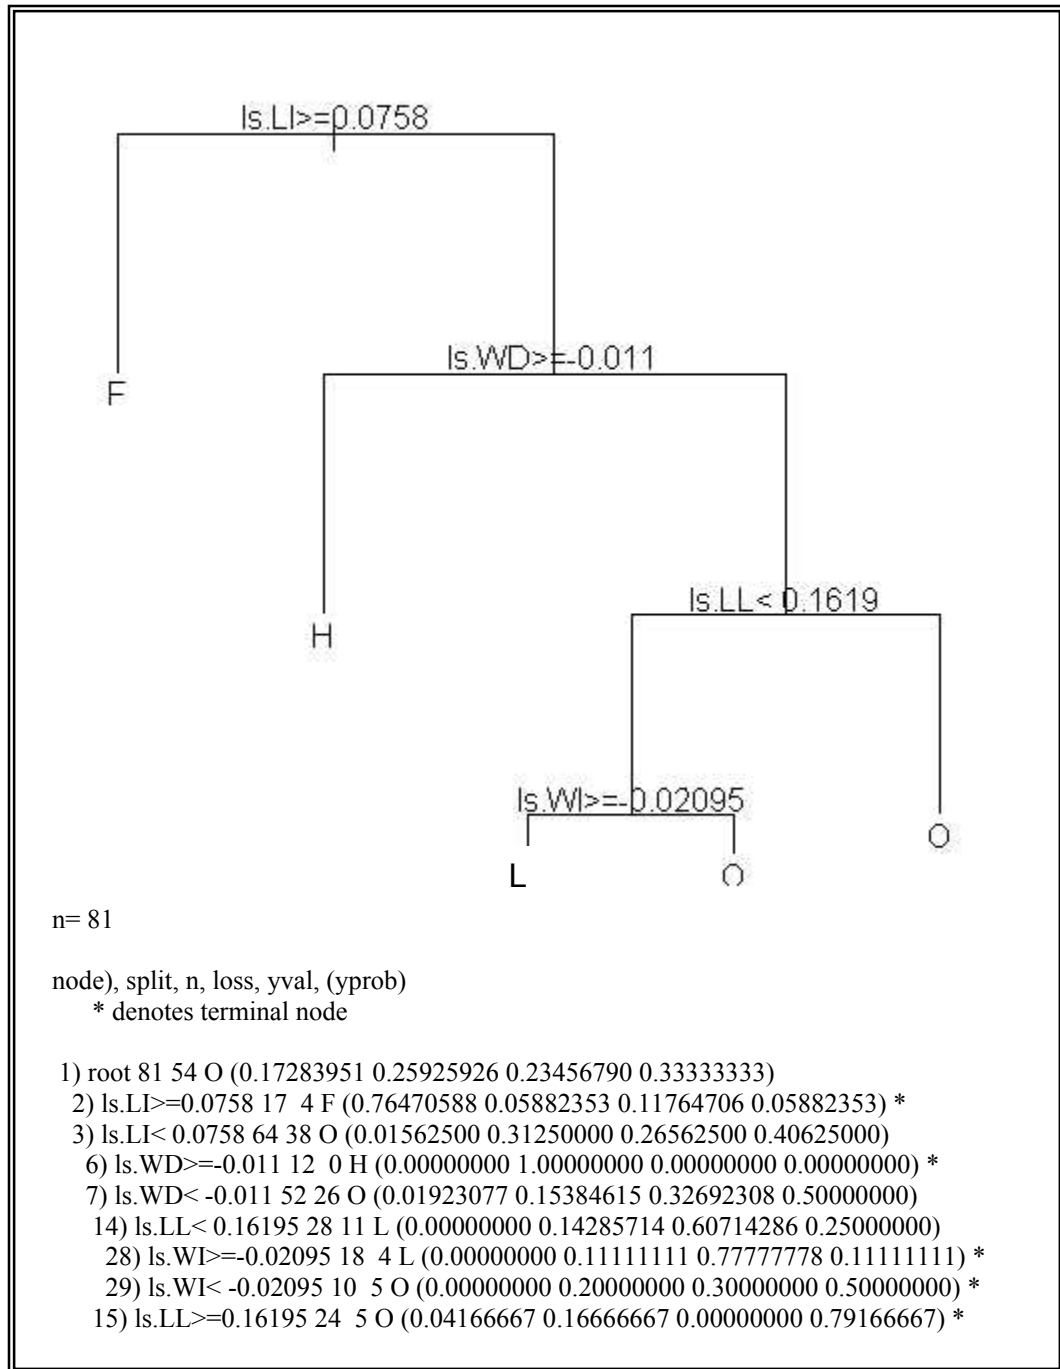 ls.LI>=0.0758
ls.WD>=-0.011
F
ls.LL< 0.1619
H
ls.WI>=-0.02095
O
L
O
n= 81
node), split, n, loss, yval, (yprob)
* denotes terminal node
1) root 81 54 O (0.17283951 0.25925926 0.23456790 0.33333333)
2) ls.LI>=0.0758 17 4 F (0.76470588 0.05882353 0.11764706 0.05882353) *
3) ls.LI< 0.0758 64 38 O (0.01562500 0.31250000 0.26562500 0.40625000)
6) ls.WD>=-0.011 12 0 H (0.00000000 1.00000000 0.00000000 0.00000000) *
7) ls.WD< -0.011 52 26 O (0.01923077 0.15384615 0.32692308 0.50000000)
14) ls.LL< 0.16195 28 11 L (0.00000000 0.14285714 0.60714286 0.25000000)
28) ls.WI>=-0.02095 18 4 L (0.00000000 0.11111111 0.77777778 0.11111111) *
29) ls.WI< -0.02095 10 5 O (0.00000000 0.20000000 0.30000000 0.50000000) *
15) ls.LL>=0.16195 24 5 O (0.04166667 0.16666667 0.00000000 0.79166667) *